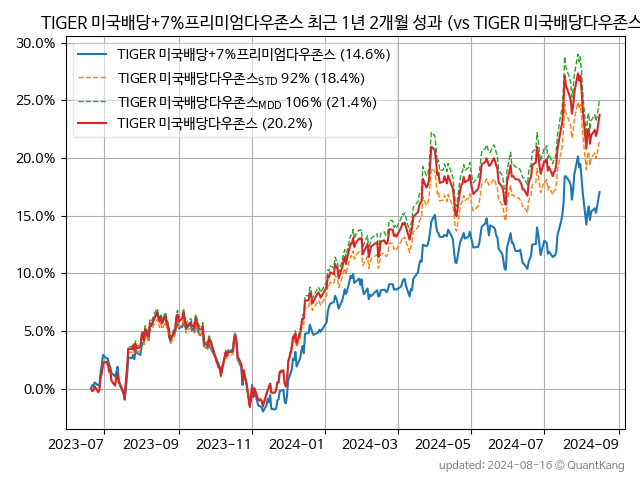 TIGER 미국배당+7%프리미엄다우존스 최근 1년 2개월 성과 (vs TIGER 미국배당다우존스
30.0%
25.0%
20.0%
15.0%
10.0%
5.0%
0.0%
TIGER 미국배당+7%프리미엄다우존스 (14.6%)
TIGER 미국배당다우존스STD 92% (18.4%)
TIGER 미국배당다우존스MDD 106% (21.4%)
TIGER 미국배당다우존스 (20.2%)
2023-07 2023-09 2023-11 2024-01 2024-03 2024-05 2024-07 2024-09
updated: 2024-08-16 © QuantKang